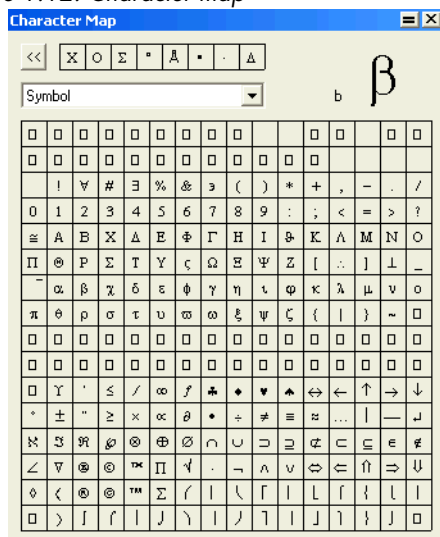 Character Map
<< Χ Ο Σ ° Å ▪ · Δ
β
Symbol b
□ □ □ □ □ □ □ □ □ □ □ □ □
□ □ □ □ □ □ □ □ □ □ □ □
! ∀ # ∃ % & ϶ ( ) ∗ + , − . /
0 1 2 3 4 5 6 7 8 9 : ; < = > ?
≅ Α Β Χ Δ Ε Φ Γ Η Ι ϑ Κ Λ Μ Ν Ο
Π Θ Ρ Σ Τ Υ ς Ω Ξ Ψ Ζ [ ∴ ] ⊥ _
‾ α β χ δ ε φ γ η ι ϕ κ λ μ ν ο
π θ ρ σ τ υ ϖ ω ξ ψ ζ { | } ~ □
□ □ □ □ □ □ □ □ □ □ □ □ □ □ □ □
□ □ □ □ □ □ □ □ □ □ □ □ □ □ □ □
□ ϒ ′ ≤ ⁄ ∞ ƒ ♣ ♦ ♥ ♠ ↔ ← ↑ → ↓
° ± ″ ≥ × ∝ ∂ • ÷ ≠ ≡ ≈ … | — ↵
ℵ ℑ ℜ ℘ ⊗ ⊕ ∅ ∩ ∪ ⊃ ⊇ ⊄ ⊂ ⊆ ∈ ∉
∠ ∇ ® © ™ ∏ √ ⋅ ¬ ∧ ∨ ⇔ ⇐ ⇑ ⇒ ⇓
◊ 〈 ® © ™ ∑ ⎛ ⎜ ⎝ ⎡ ⎢ ⎣ ⎧ ⎨ ⎩ ⎪
□ 〉 ∫ ⌠ ⎮ ⌡ ⎞ ⎟ ⎠ ⎤ ⎥ ⎦ ⎫ ⎬ ⎭ □